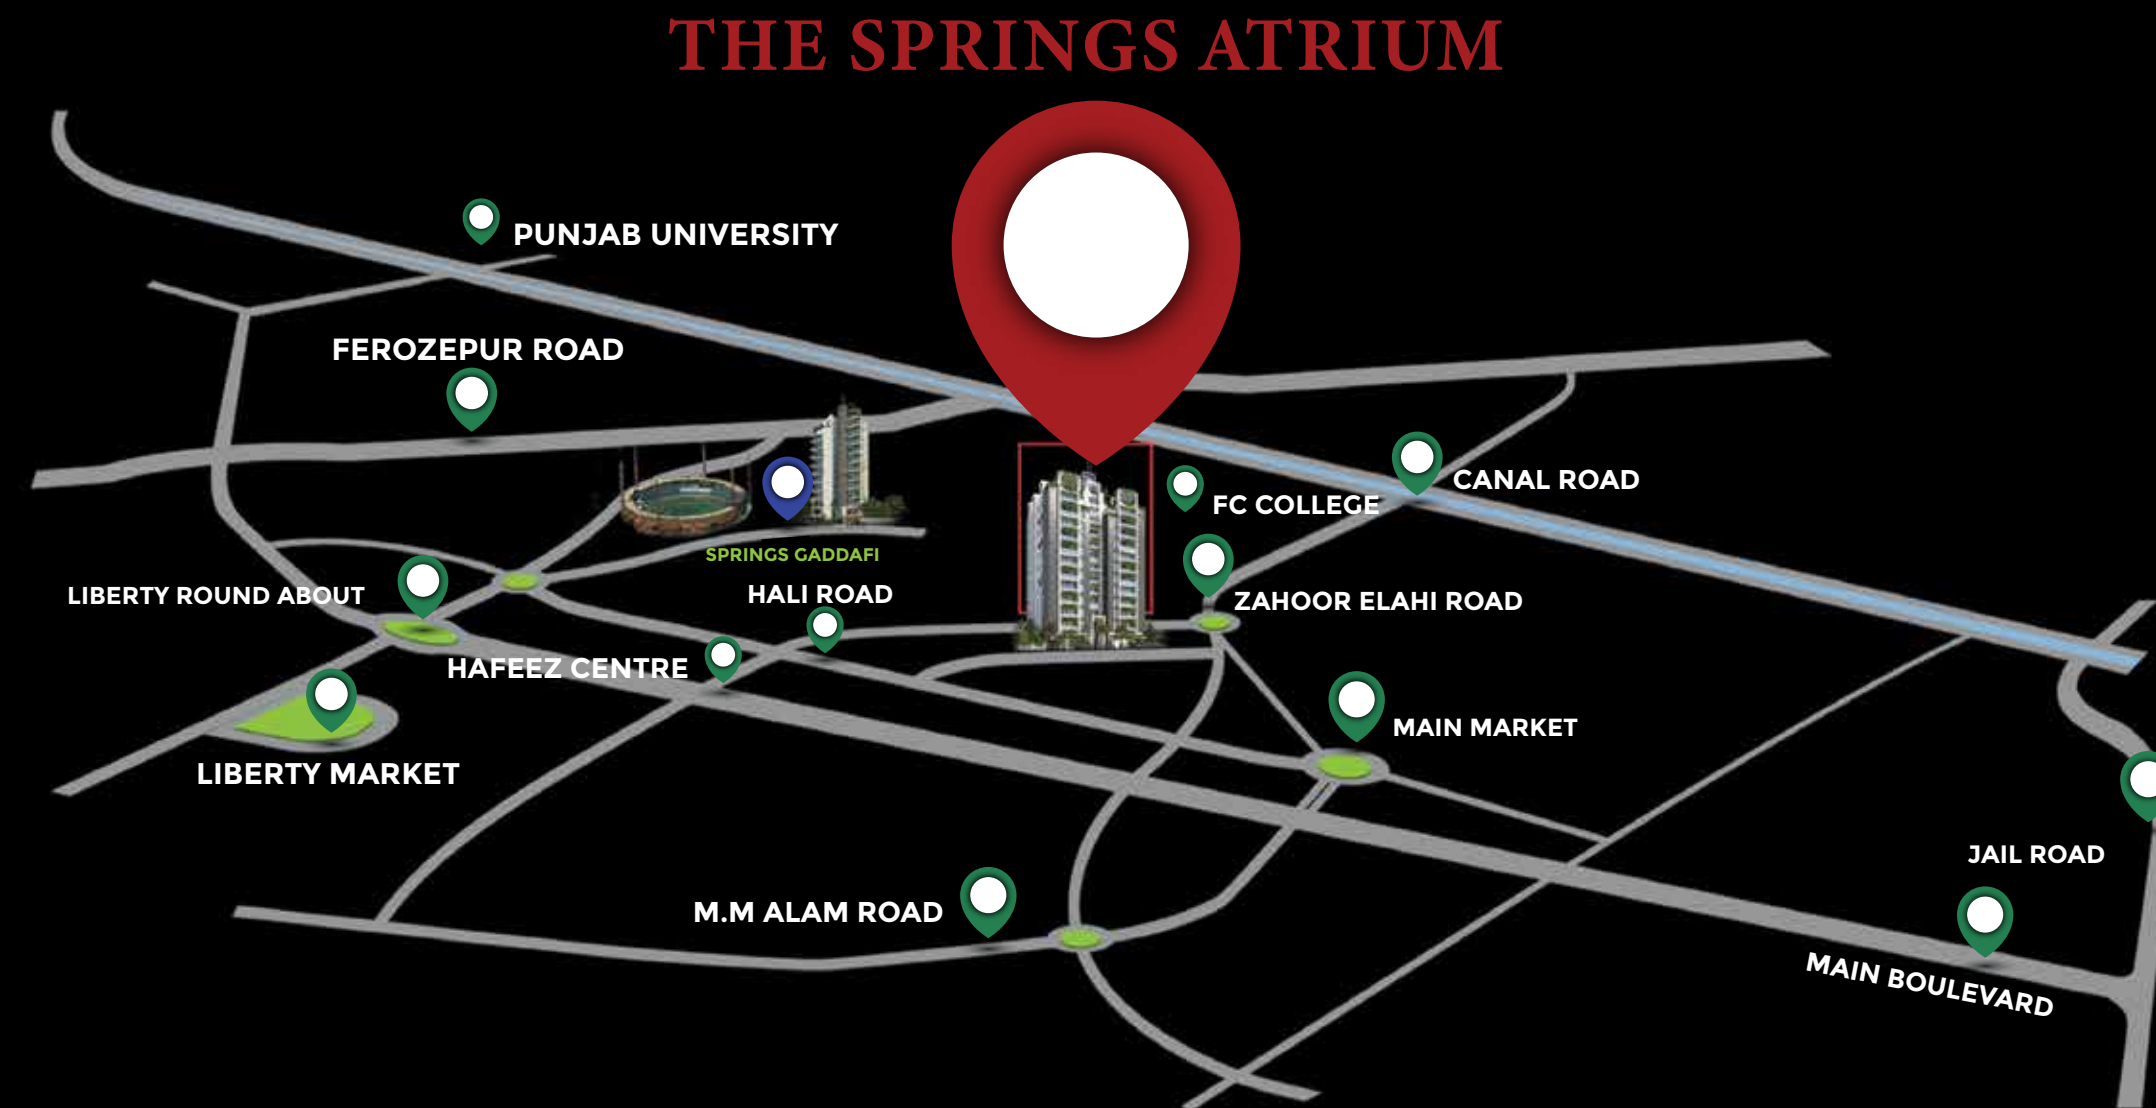 THE SPRINGS ATRIUM
PUNJAB UNIVERSITY
FEROZEPUR ROAD
CANAL ROAD
FC COLLEGE
SPRINGS GADDAFI
HALI ROAD
LIBERTY ROUND ABOUT
ZAHOOR ELAHI ROAD
HAFEEZ CENTRE
MAIN MARKET
LIBERTY MARKET
JAIL ROAD
M.M ALAM ROAD
MAIN BOULEVARD